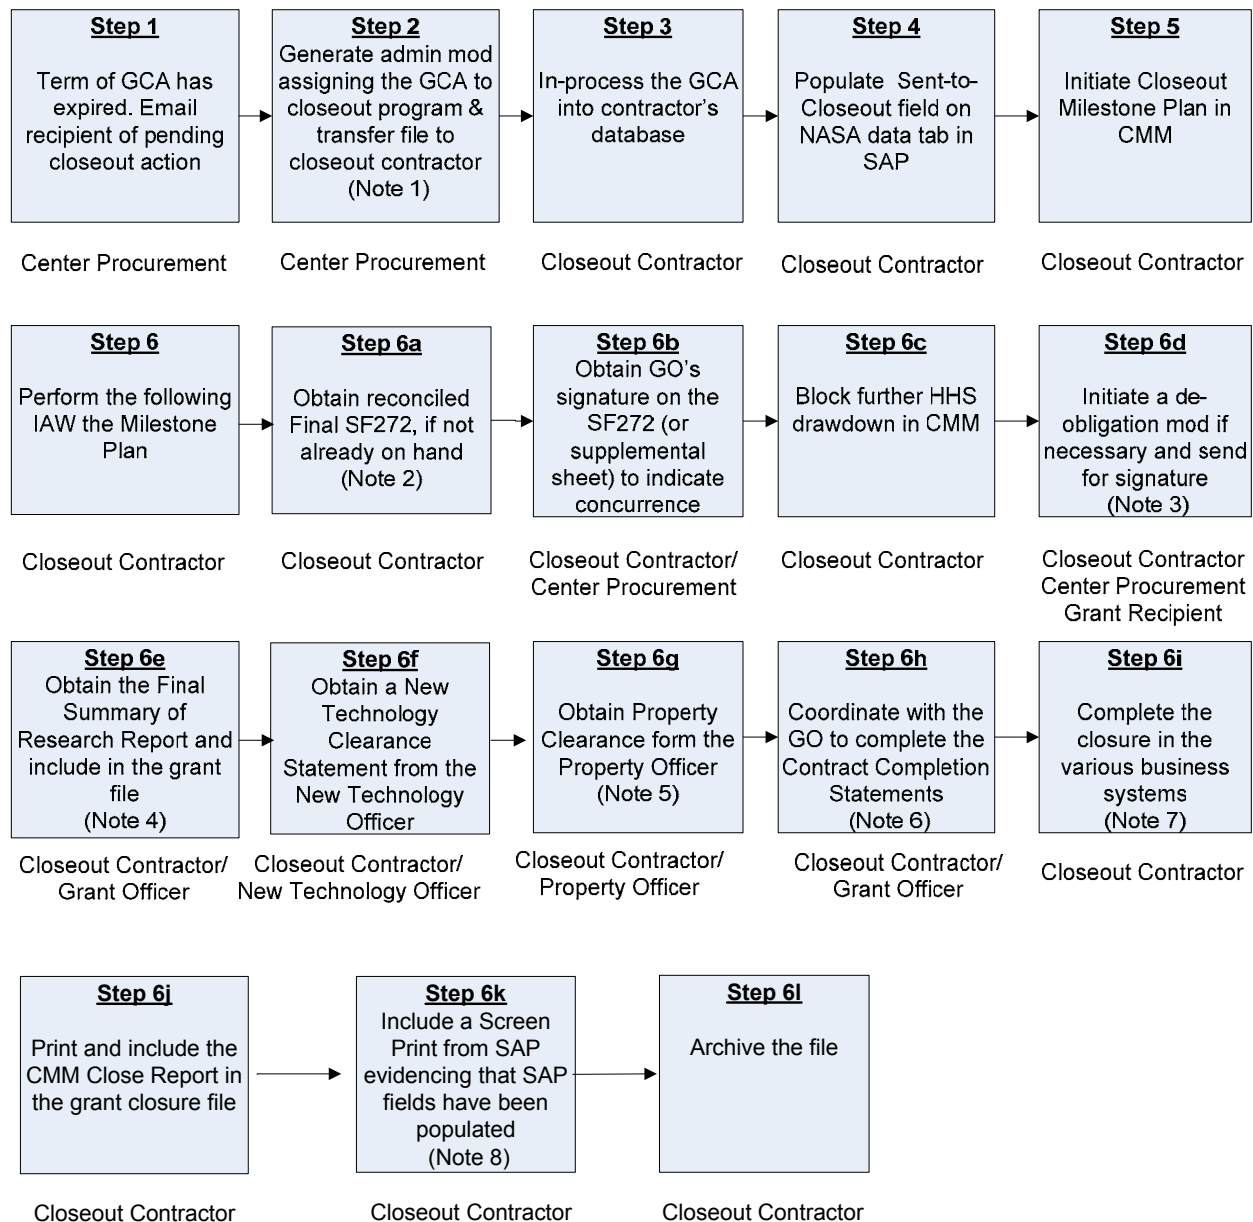 Step 1
Term of GCA has
expired. Email
recipient of pending
closeout action
Center Procurement
Step 2
Generate admin mod
assigning the GCA to
closeout program &
transfer file to
closeout contractor
(Note 1)
Center Procurement
Step 3
In-process the GCA
into contractor's
database
Closeout Contractor
Step 4
Populate Sent-to-
Closeout field on
NASA data tab in
SAP
Closeout Contractor
Step 5
Initiate Closeout
Milestone Plan in
CMM
Closeout Contractor
Step 6
Perform the following
IAW the Milestone
Plan
Closeout Contractor
Step 6a
Obtain reconciled
Final SF272, if not
already on hand
(Note 2)
Closeout Contractor
Step 6b
Obtain GO's
signature on the
SF272 (or
supplemental
sheet) to indicate
concurrence
Closeout Contractor/
Center Procurement
Step 6c
Block further HHS
drawdown in CMM
Closeout Contractor
Step 6d
Initiate a de-
obligation mod if
necessary and send
for signature
(Note 3)
Closeout Contractor
Center Procurement
Grant Recipient
Step 6e
Obtain the Final
Summary of
Research Report and
include in the grant
file
(Note 4)
Closeout Contractor/
Grant Officer
Step 6f
Obtain a New
Technology
Clearance
Statement from the
New Technology
Officer
Closeout Contractor/
New Technology Officer
Step 6g
Obtain Property
Clearance form the
Property Officer
(Note 5)
Closeout Contractor/
Property Officer
Step 6h
Coordinate with the
GO to complete the
Contract Completion
Statements
(Note 6)
Closeout Contractor/
Grant Officer
Step 6i
Complete the
closure in the
various business
systems
(Note 7)
Closeout Contractor
Step 6j
Print and include the
CMM Close Report in
the grant closure file
Closeout Contractor
Step 6k
Include a Screen
Print from SAP
evidencing that SAP
fields have been
populated
(Note 8)
Closeout Contractor
Step 6l
Archive the file
Closeout Contractor